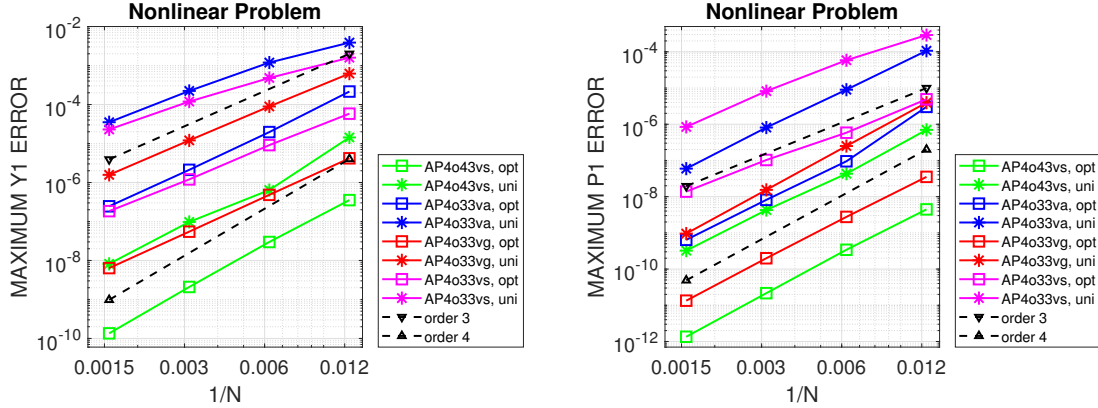 Nonlinear Problem
MAXIMUM Y1 ERROR
10^-2
10^-4
10^-6
10^-8
10^-10
0.0015 0.003 0.006 0.012
1/N
AP4o43vs, opt
AP4o43vs, uni
AP4o33va, opt
AP4o33va, uni
AP4o33vg, opt
AP4o33vg, uni
AP4o33vs, opt
AP4o33vs, uni
order 3
order 4
Nonlinear Problem
MAXIMUM P1 ERROR
10^-4
10^-6
10^-8
10^-10
10^-12
0.0015 0.003 0.006 0.012
1/N
AP4o43vs, opt
AP4o43vs, uni
AP4o33va, opt
AP4o33va, uni
AP4o33vg, opt
AP4o33vg, uni
AP4o33vs, opt
AP4o33vs, uni
order 3
order 4